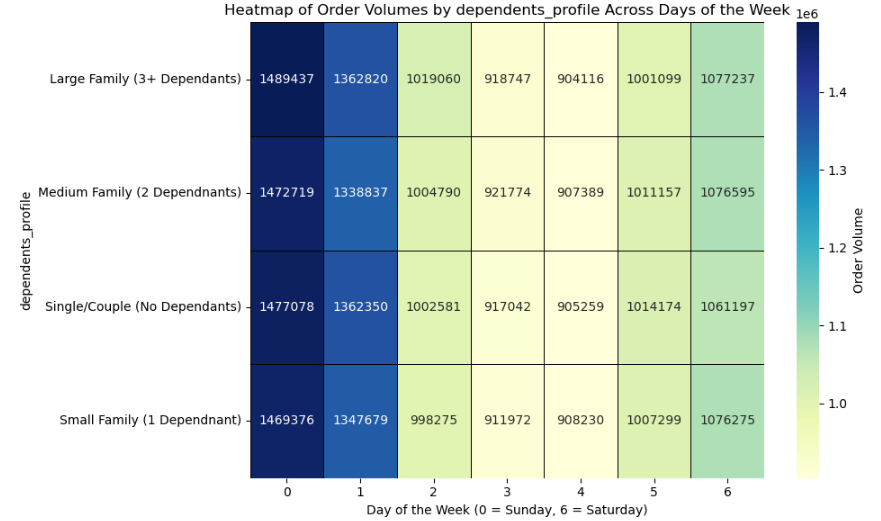 Heatmap of Order Volumes by dependents_profile Across Days of the Week
1e6
Large Family (3+ Dependants) 1489437 1362820 1019060 918747 904116 1001099 1077237
Medium Family (2 Dependnants) 1472719 1338837 1004790 921774 907389 1011157 1076595
Single/Couple (No Dependants) 1477078 1362350 1002581 917042 905259 1014174 1061197
Small Family (1 Dependnant) 1469376 1347679 998275 911972 908230 1007299 1076275
0 1 2 3 4 5 6
Day of the Week (0 = Sunday, 6 = Saturday)
dependents_profile
1.4
1.3
1.2
1.1
1.0
Order Volume